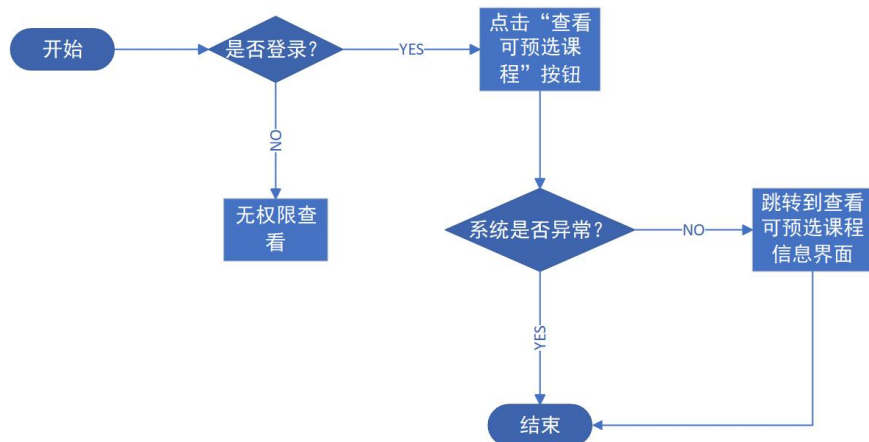 开始
是否登录？
YES
点击“查看
可预选课
程”按钮
NO
无权限查
看
系统是否异常？
NO
跳转到查看
可预选课程
信息界面
YES
结束